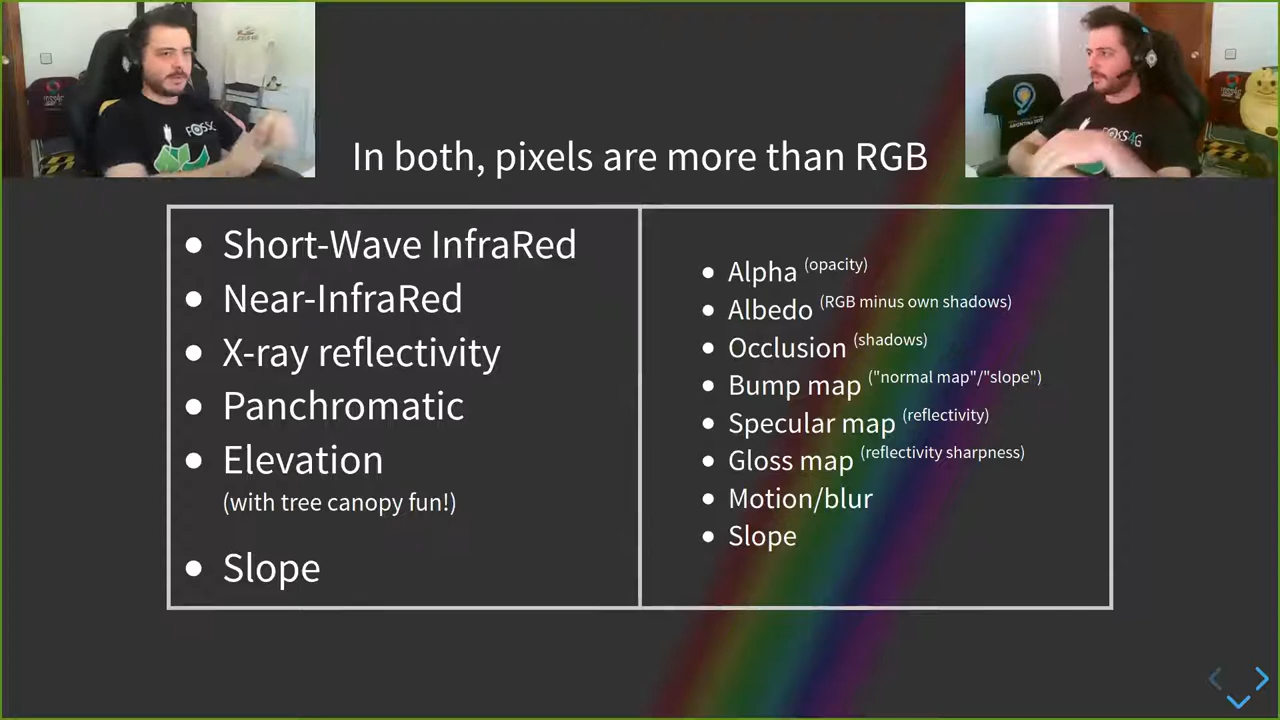 In both, pixels are more than RGB
Short-Wave InfraRed
Near-InfraRed
X-ray reflectivity
Panchromatic
Elevation
(with tree canopy fun!)
Slope
Alpha (opacity)
Albedo (RGB minus own shadows)
Occlusion (shadows)
Bump map ("normal map"/"slope")
Specular map (reflectivity)
Gloss map (reflectivity sharpness)
Motion/blur
Slope